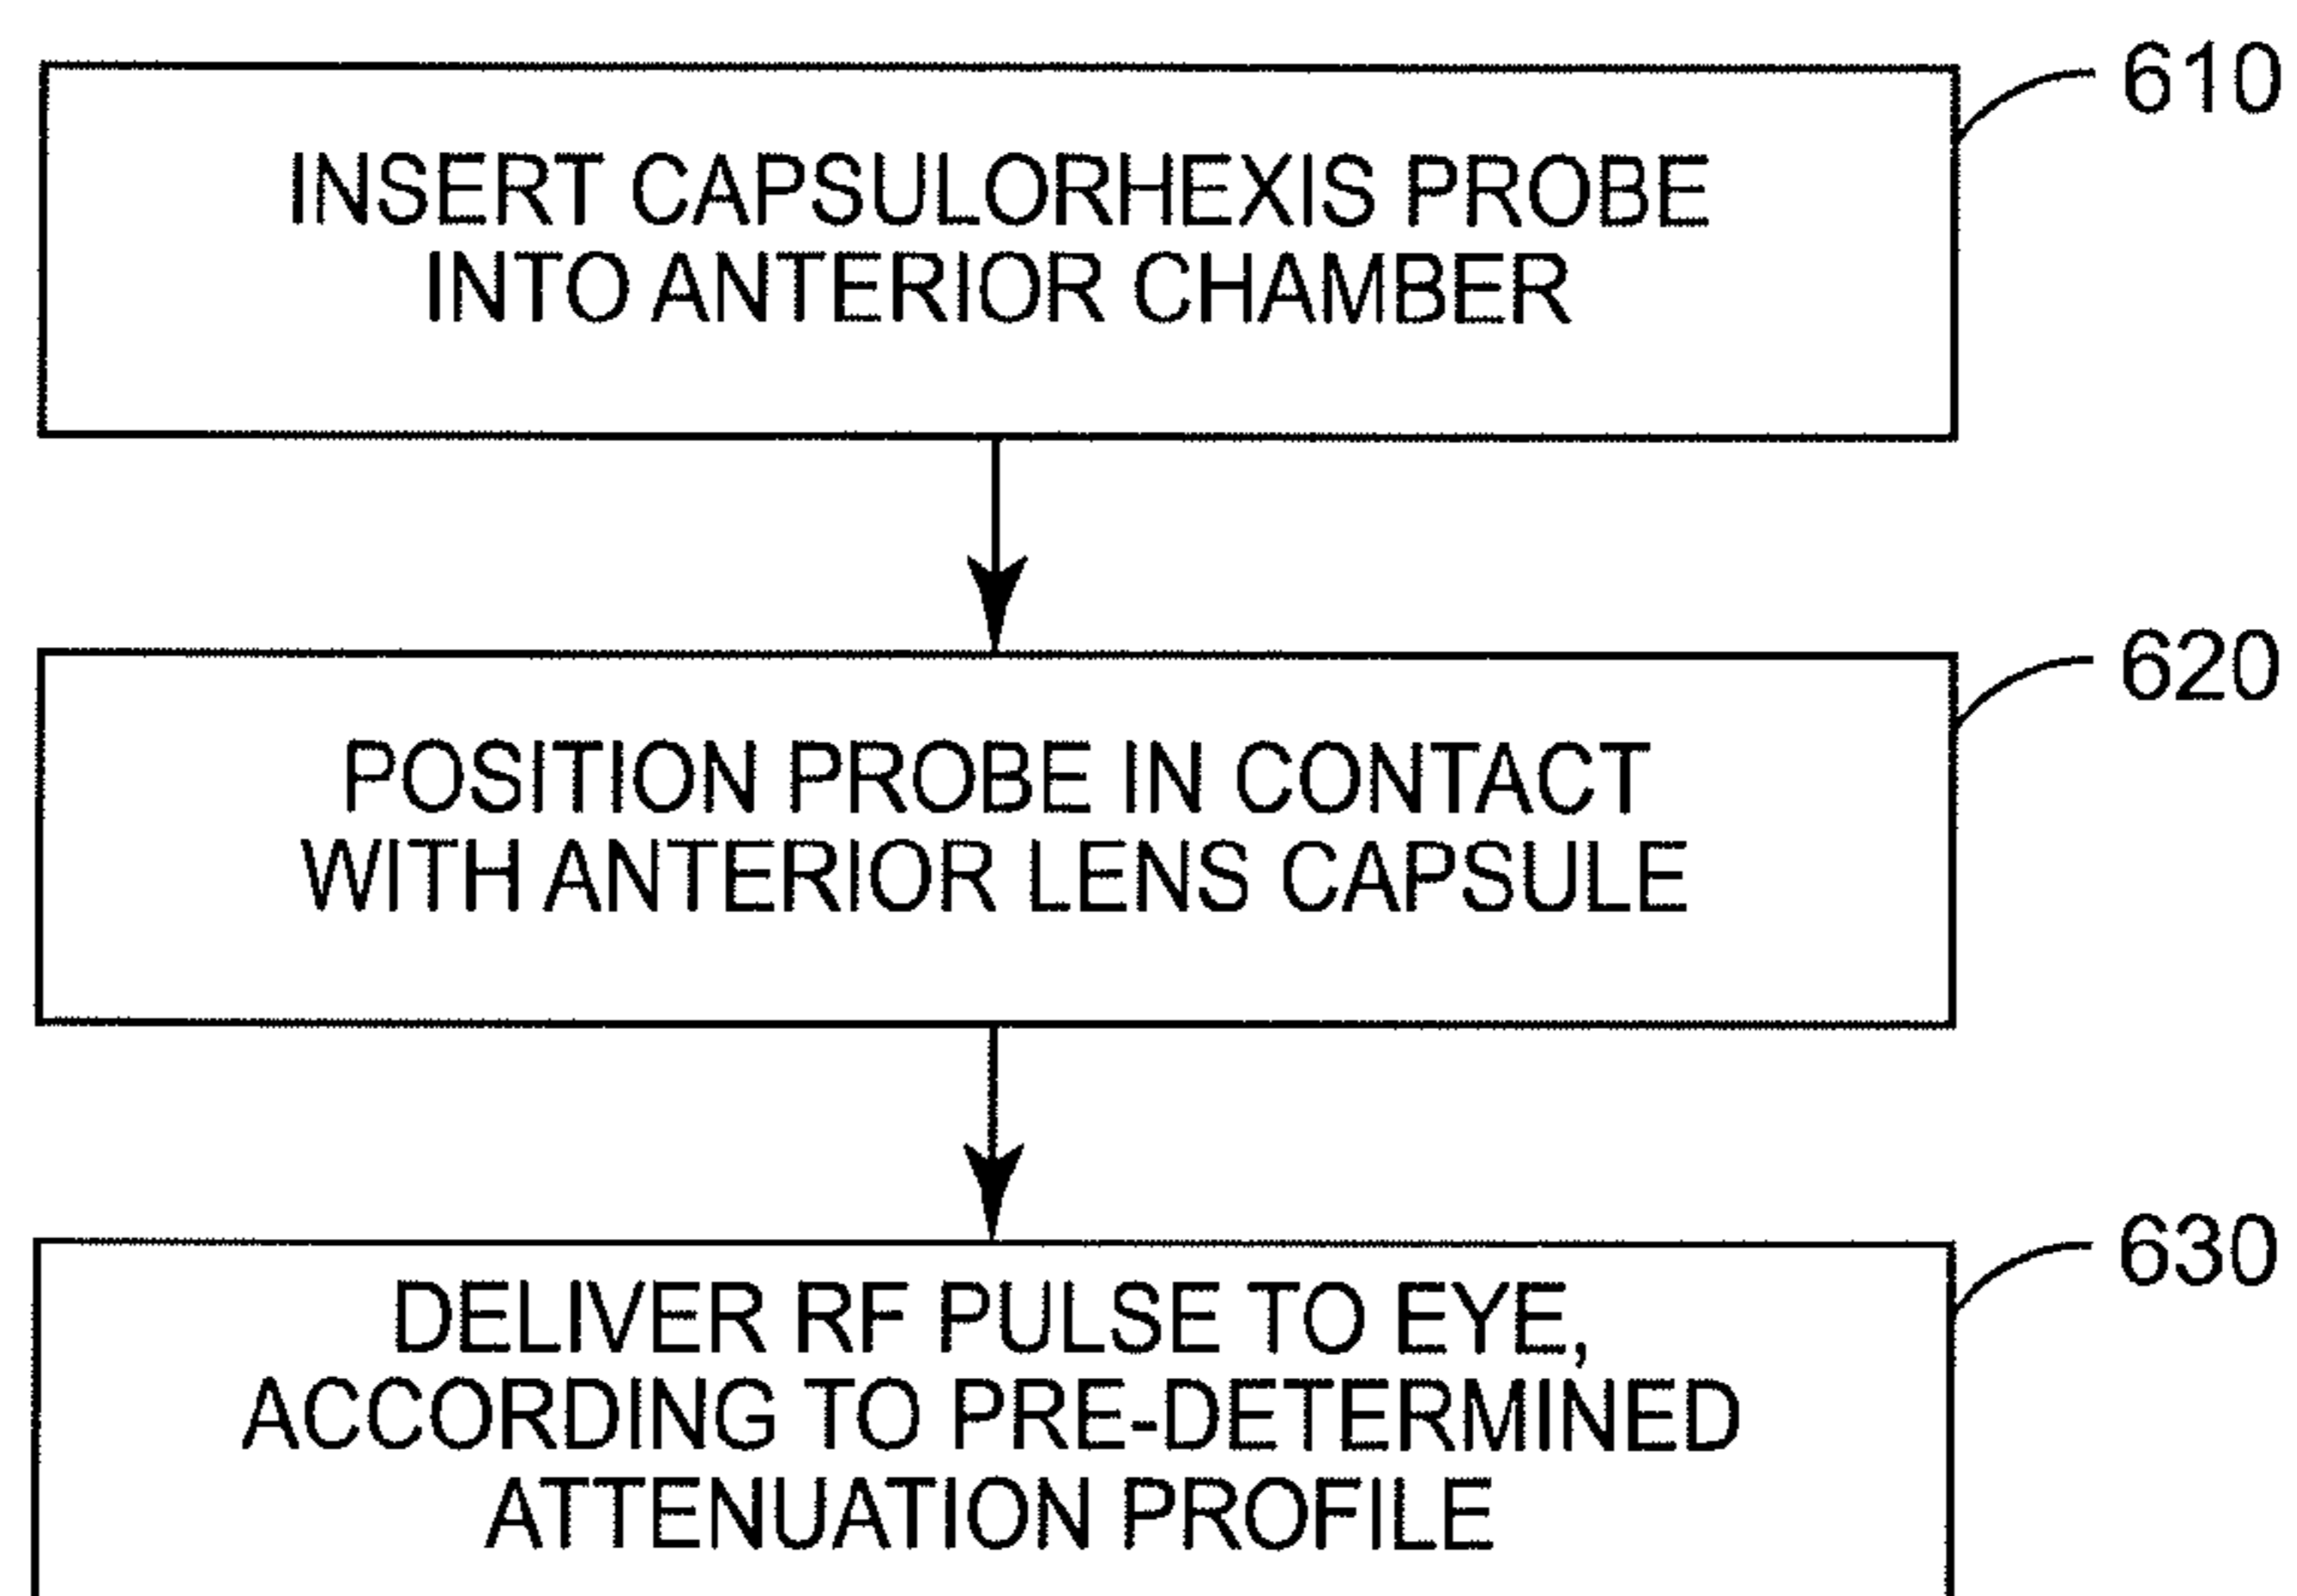 610
INSERT CAPSULORHEXIS PROBE
INTO ANTERIOR CHAMBER
620
POSITION PROBE IN CONTACT
WITH ANTERIOR LENS CAPSULE
630
DELIVER RF PULSE TO EYE,
ACCORDING TO PRE-DETERMINED
ATTENUATION PROFILE